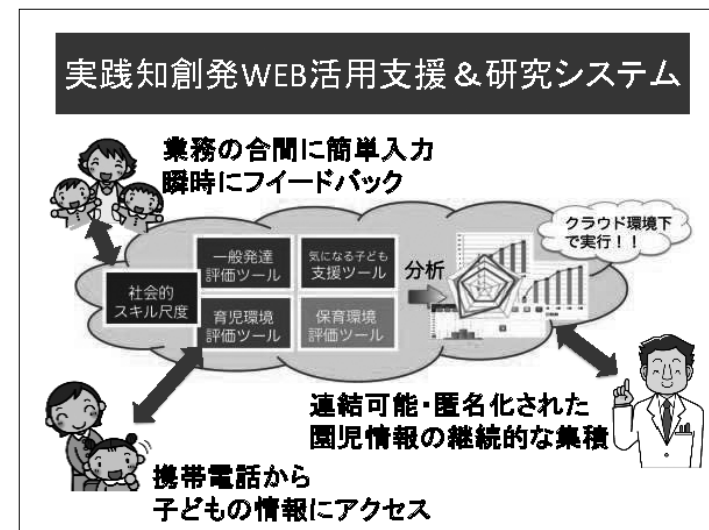 実践知創発WEB活用支援＆研究システム
業務の合間に簡単入力
瞬時にフイードバック
クラウド環境下
で実行！！
一般発達
評価ツール
気になる子ども
支援ツール
分析
社会的
スキル尺度
育児環境
評価ツール
保育環境
評価ツール
連結可能・匿名化された
園児情報の継続的な集積
携帯電話から
子どもの情報にアクセス